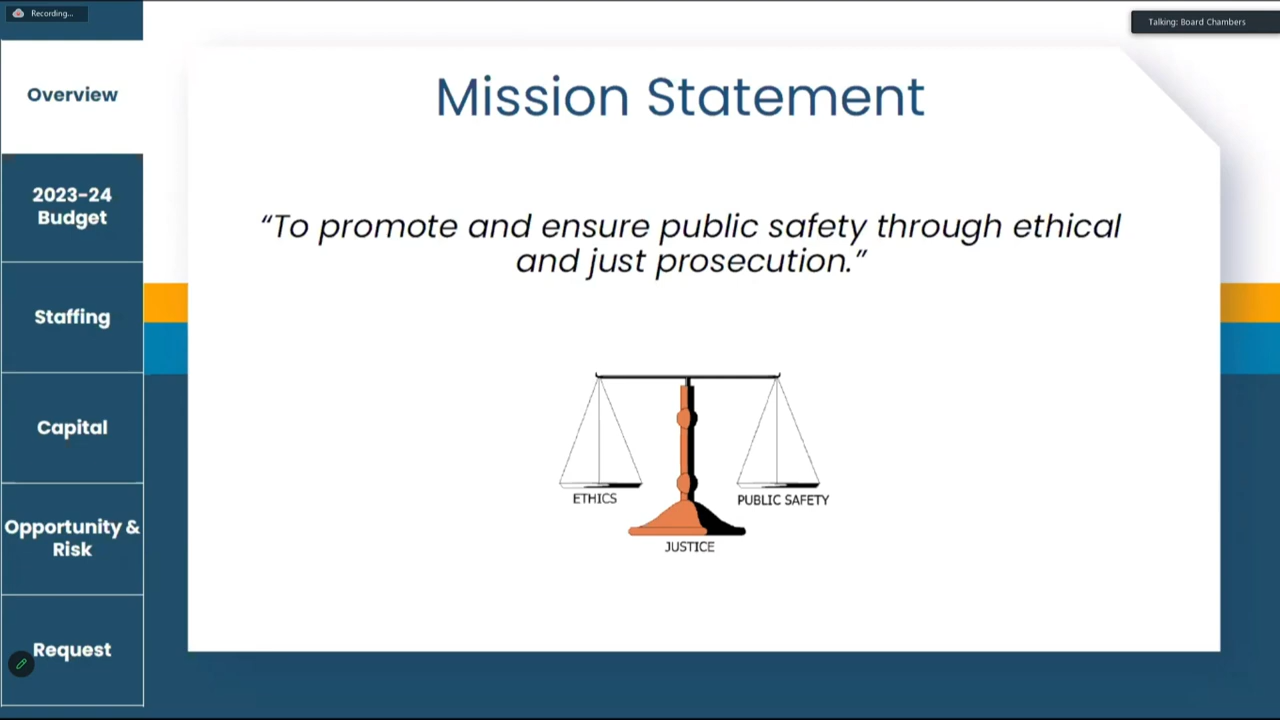 Recording...
Talking: Board Chambers
Overview
2023-24
Budget
Staffing
Capital
Opportunity &
Risk
Request
Mission Statement
“To promote and ensure public safety through ethical
and just prosecution.”
ETHICS
PUBLIC SAFETY
JUSTICE